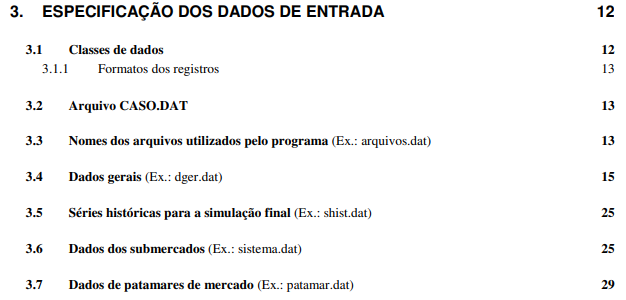 3. ESPECIFICAÇÃO DOS DADOS DE ENTRADA 12
3.1 Classes de dados 12
3.1.1 Formatos dos registros 13
3.2 Arquivo CASO.DAT 13
3.3 Nomes dos arquivos utilizados pelo programa (Ex.: arquivos.dat) 13
3.4 Dados gerais (Ex.: dger.dat) 15
3.5 Séries históricas para a simulação final (Ex.: shist.dat) 25
3.6 Dados dos submercados (Ex.: sistema.dat) 25
3.7 Dados de patamares de mercado (Ex.: patamar.dat) 29